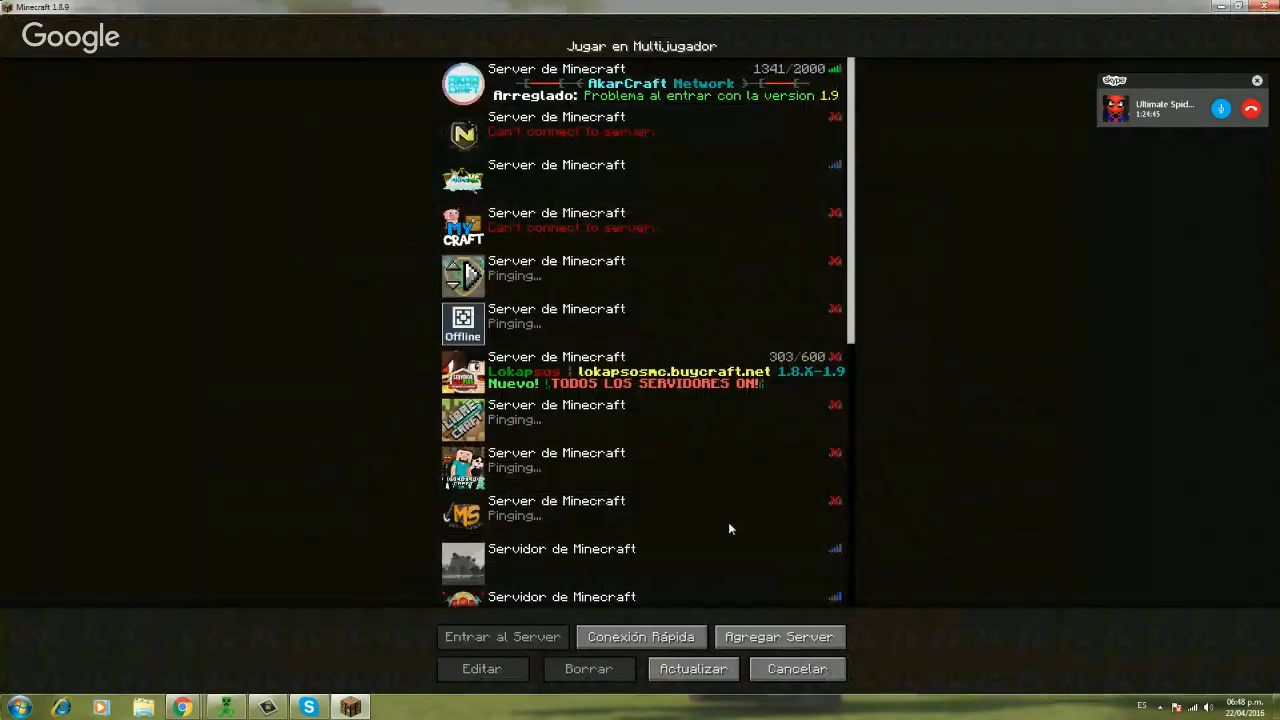 Minecraft 1.8.9
Google
Jugar en Multijugador
Server de Minecraft 1341/2000
AkarCraft Network
Arreglado: Problema al entrar con la version 1.9
Server de Minecraft
Can't connect to server.
Server de Minecraft
Server de Minecraft
Can't connect to server.
MY CRAFT
Server de Minecraft
Pinging...
Server de Minecraft
Pinging...
Offline
Server de Minecraft 303/600
Lokapsos | lokapsosmc.buycraft.net 1.8.X-1.9
Nuevo! ¡TODOS LOS SERVIDORES ON!
Server de Minecraft
Pinging...
LIBRE CRAFT
Server de Minecraft
Pinging...
Server de Minecraft
Pinging...
MS
Servidor de Minecraft
Servidor de Minecraft
Entrar al Server
Conexión Rápida
Agregar Server
Editar
Borrar
Actualizar
Cancelar
skype
Ultimate Spid...
1:24:45
ES
06:48 p.m.
22/04/2016